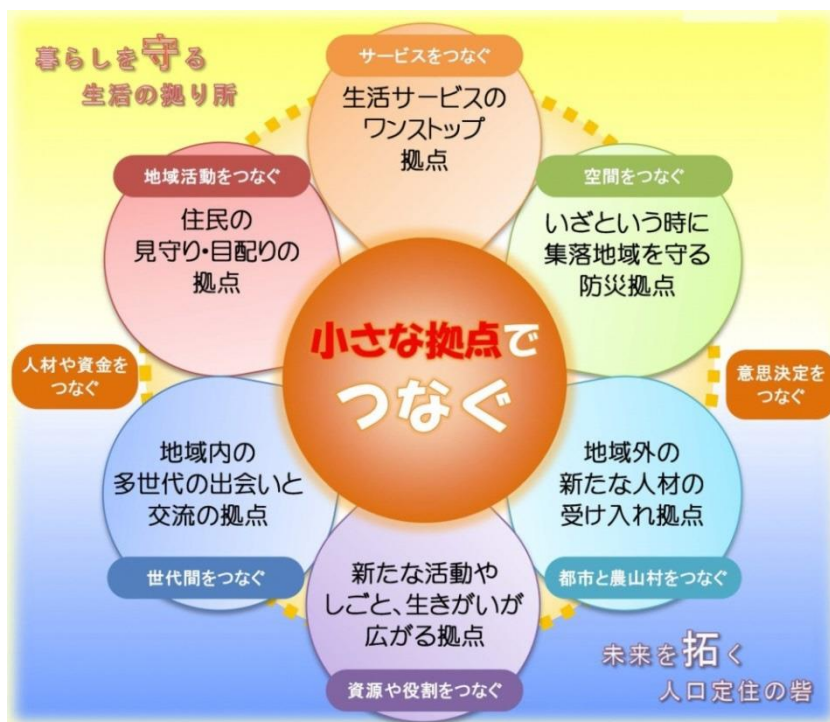 暮らしを守る
生活の拠り所
サービスをつなぐ
生活サービスの
ワンストップ
拠点
地域活動をつなぐ
住民の
見守り・目配りの
拠点
空間をつなぐ
いざという時に
集落地域を守る
防災拠点
小さな拠点で
つなぐ
人材や資金を
つなぐ
意思決定を
つなぐ
地域内の
多世代の出会いと
交流の拠点
世代間をつなぐ
地域外の
新たな人材の
受け入れ拠点
都市と農山村をつなぐ
新たな活動や
しごと、生きがいが
広がる拠点
資源や役割をつなぐ
未来を拓く
人口定住の砦